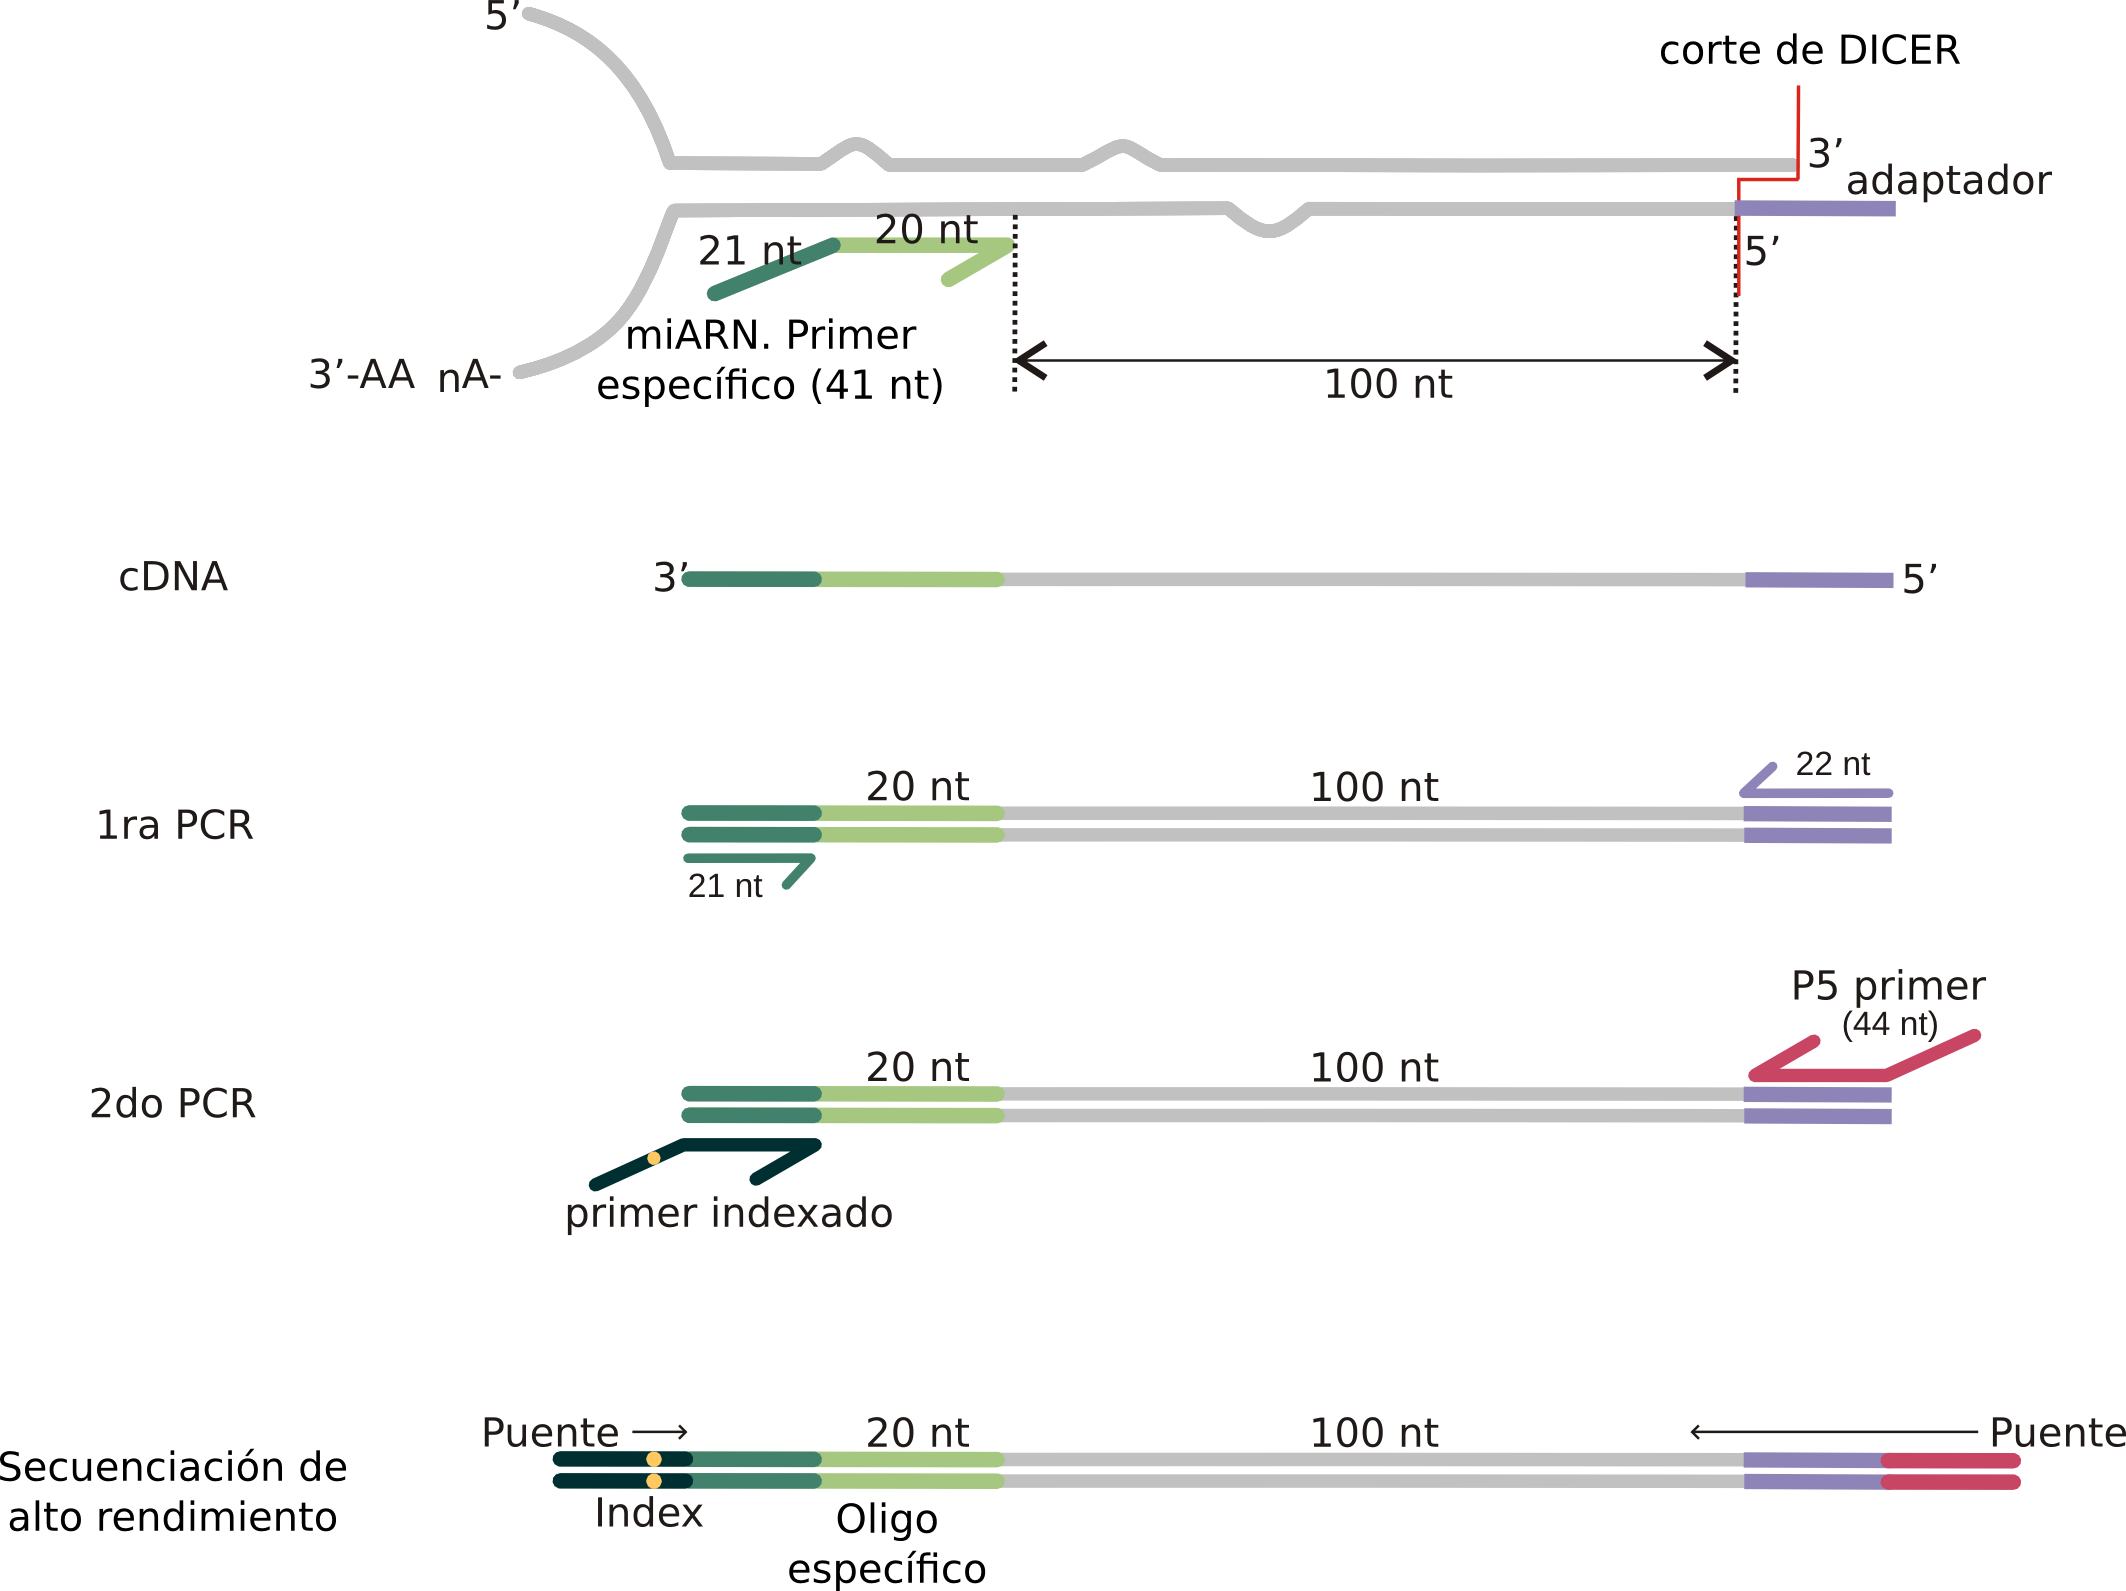 5’
corte de DICER
3’
adaptador
20 nt
21 nt
5’
miARN. Primer
específico (41 nt)
3’-AA nA-
100 nt
cDNA
3’
5’
22 nt
20 nt
100 nt
1ra PCR
21 nt
P5 primer
(44 nt)
20 nt
100 nt
2do PCR
primer indexado
Puente
20 nt
100 nt
Puente
Secuenciación de
alto rendimiento
Index
Oligo
específico